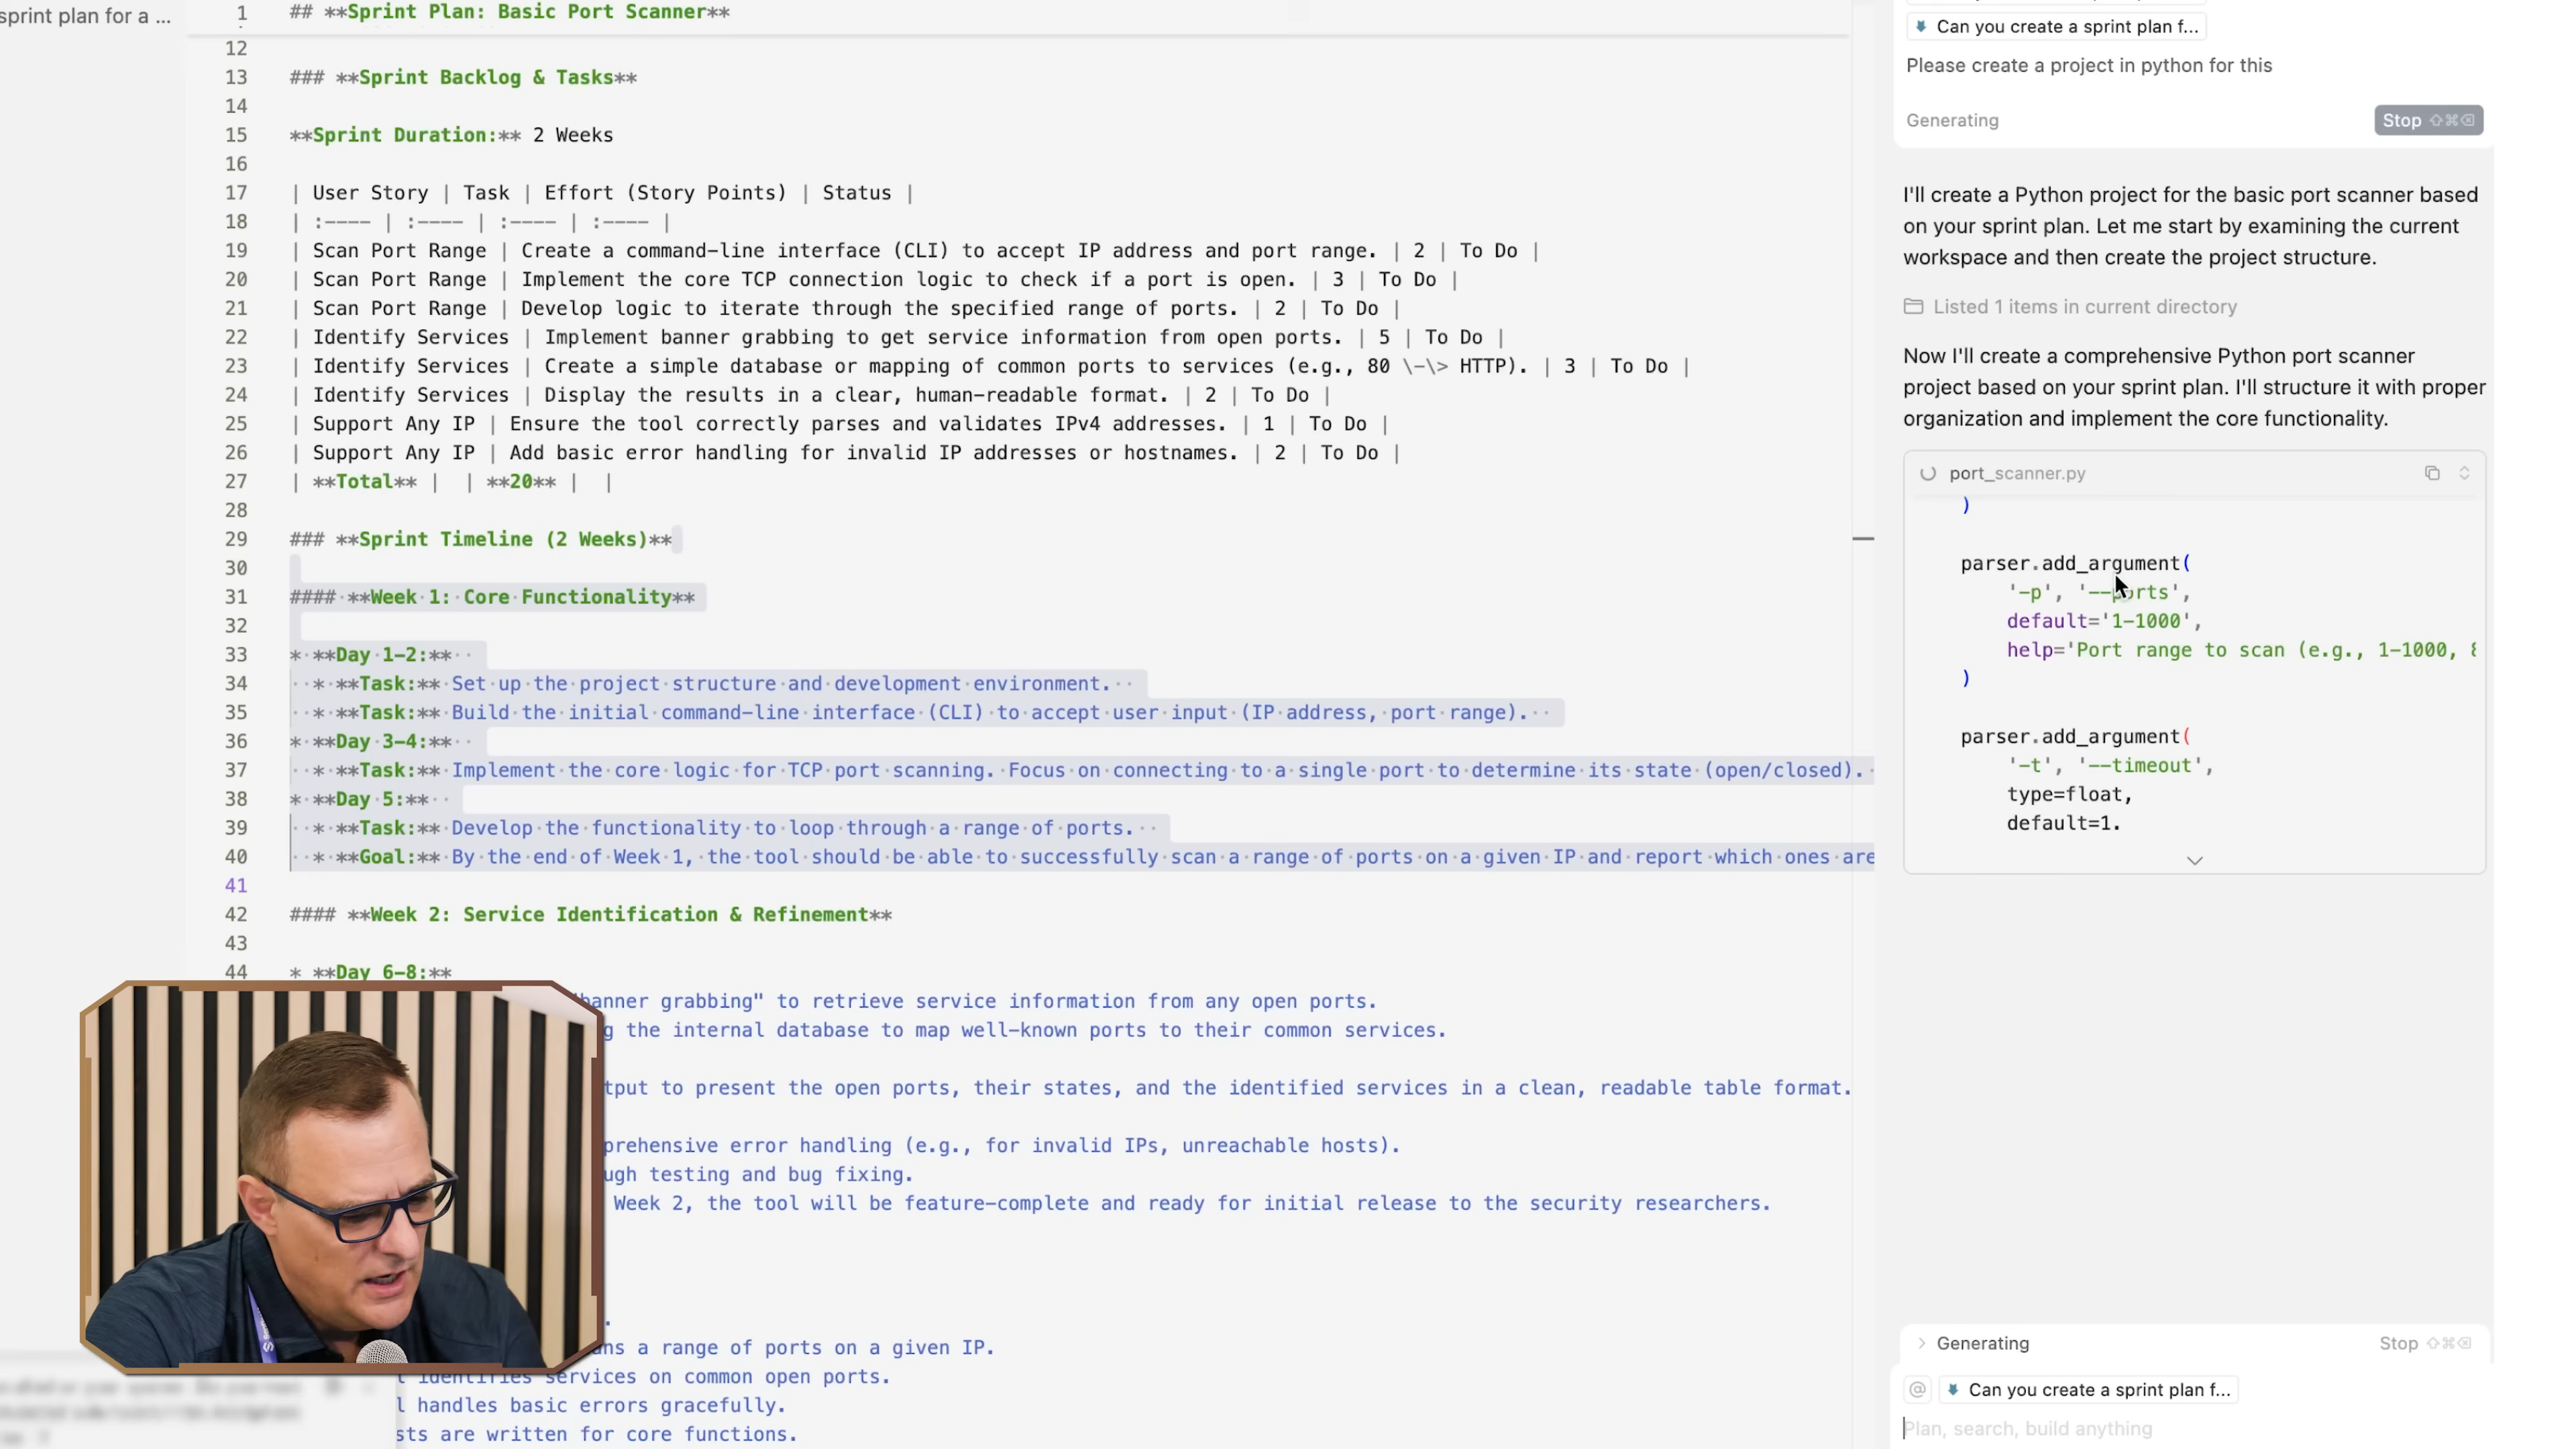 sprint plan for a ...
1 ## **Sprint Plan: Basic Port Scanner**
12
13 ### **Sprint Backlog & Tasks**
14
15 **Sprint Duration:** 2 Weeks
16
17 | User Story | Task | Effort (Story Points) | Status |
18 | :---- | :---- | :---- | :---- |
19 | Scan Port Range | Create a command-line interface (CLI) to accept IP address and port range. | 2 | To Do |
20 | Scan Port Range | Implement the core TCP connection logic to check if a port is open. | 3 | To Do |
21 | Scan Port Range | Develop logic to iterate through the specified range of ports. | 2 | To Do |
22 | Identify Services | Implement banner grabbing to get service information from open ports. | 5 | To Do |
23 | Identify Services | Create a simple database or mapping of common ports to services (e.g., 80 \-\> HTTP). | 3 | To Do |
24 | Identify Services | Display the results in a clear, human-readable format. | 2 | To Do |
25 | Support Any IP | Ensure the tool correctly parses and validates IPv4 addresses. | 1 | To Do |
26 | Support Any IP | Add basic error handling for invalid IP addresses or hostnames. | 2 | To Do |
27 | **Total** | | **20** | |
28
29 ### **Sprint Timeline (2 Weeks)**
30
31 #### **Week 1: Core Functionality**
32
33 * **Day 1-2:**
34 * **Task:** Set up the project structure and development environment.
35 * **Task:** Build the initial command-line interface (CLI) to accept user input (IP address, port range).
36 * **Day 3-4:**
37 * **Task:** Implement the core logic for TCP port scanning. Focus on connecting to a single port to determine its state (open/closed).
38 * **Day 5:**
39 * **Task:** Develop the functionality to loop through a range of ports.
40 * **Goal:** By the end of Week 1, the tool should be able to successfully scan a range of ports on a given IP and report which ones are
41
42 #### **Week 2: Service Identification & Refinement**
43
44 * **Day 6-8:**
banner grabbing" to retrieve service information from any open ports.
g the internal database to map well-known ports to their common services.
tput to present the open ports, their states, and the identified services in a clean, readable table format.
prehensive error handling (e.g., for invalid IPs, unreachable hosts).
ugh testing and bug fixing.
Week 2, the tool will be feature-complete and ready for initial release to the security researchers.
.
ans a range of ports on a given IP.
t identifies services on common open ports.
l handles basic errors gracefully.
sts are written for core functions.
Can you create a sprint plan f...
Please create a project in python for this
Generating Stop
I'll create a Python project for the basic port scanner based
on your sprint plan. Let me start by examining the current
workspace and then create the project structure.
Listed 1 items in current directory
Now I'll create a comprehensive Python port scanner
project based on your sprint plan. I'll structure it with proper
organization and implement the core functionality.
port_scanner.py
)
parser.add_argument(
'-p', '--ports',
default='1-1000',
help='Port range to scan (e.g., 1-1000,
)
parser.add_argument(
'-t', '--timeout',
type=float,
default=1.
Generating Stop
@ Can you create a sprint plan f...
Plan, search, build anything